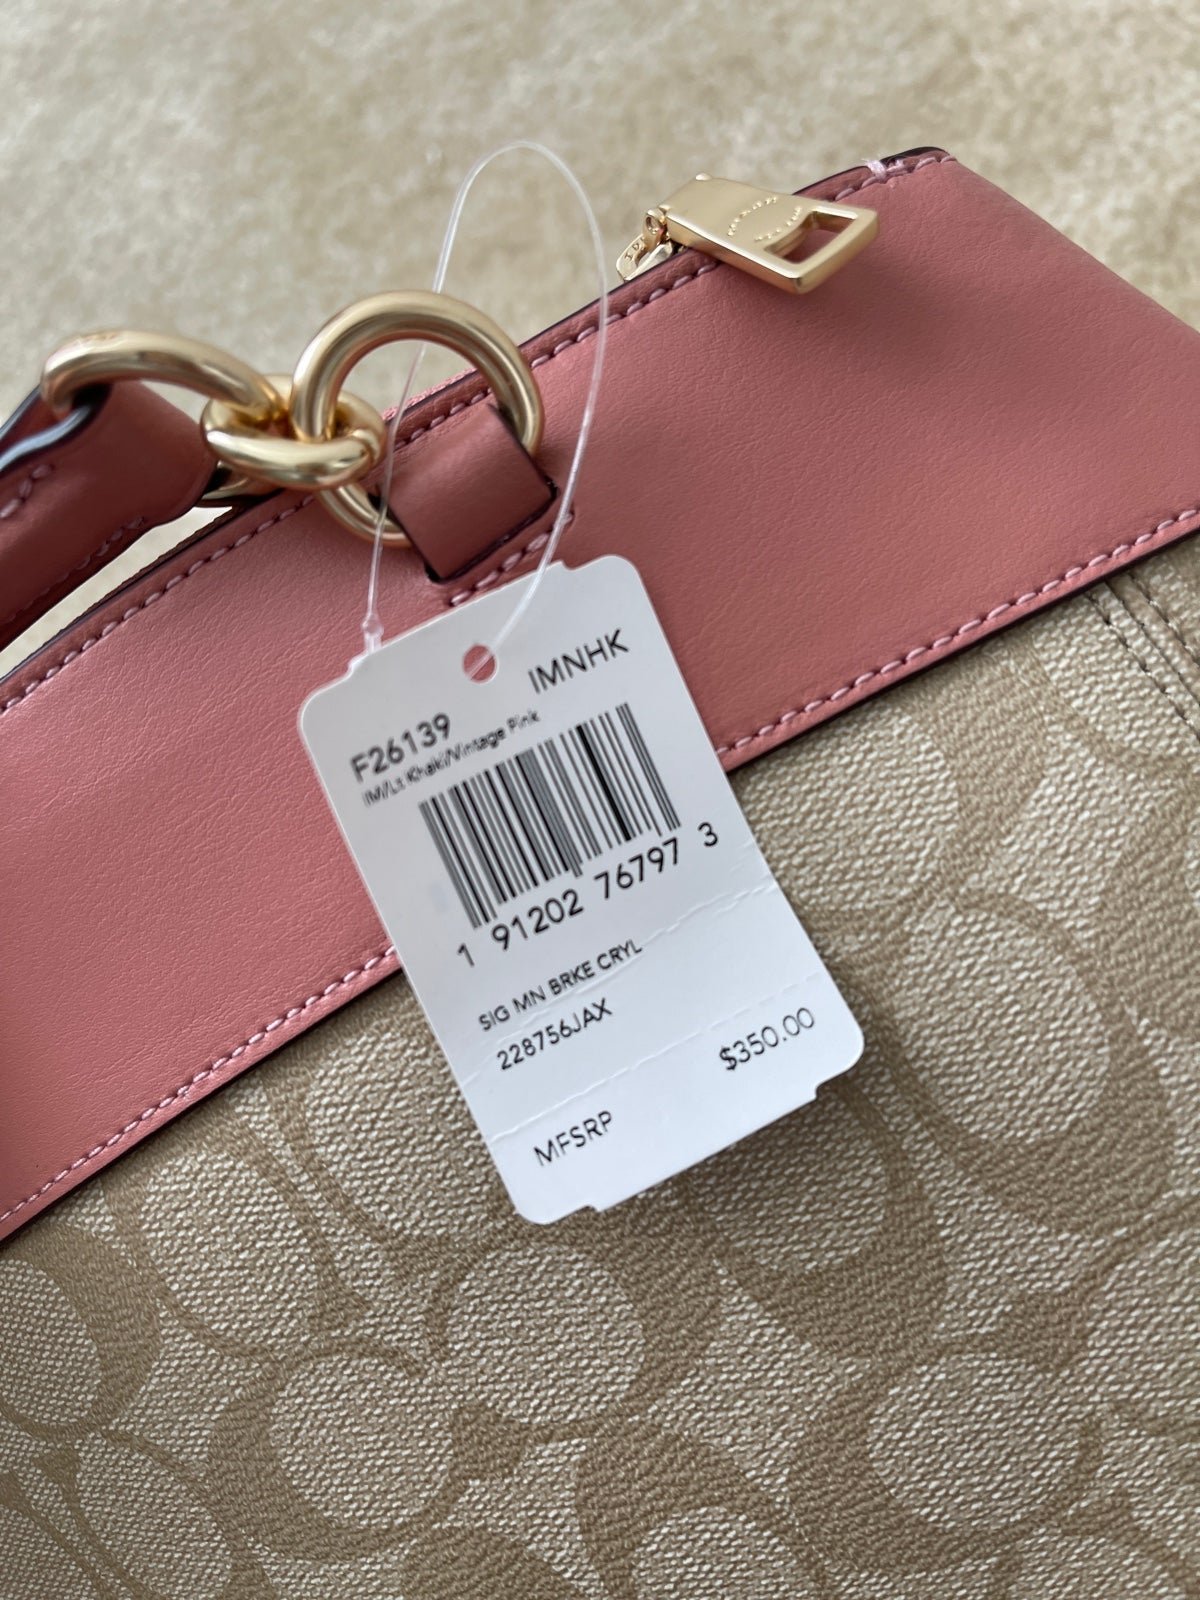 IMNHK
F26139
IM/Lt Khaki/Vintage Pink
1 91202 76797 3
SIG MN BRKE CRYL
228756JAX
$350.00
MFSRP